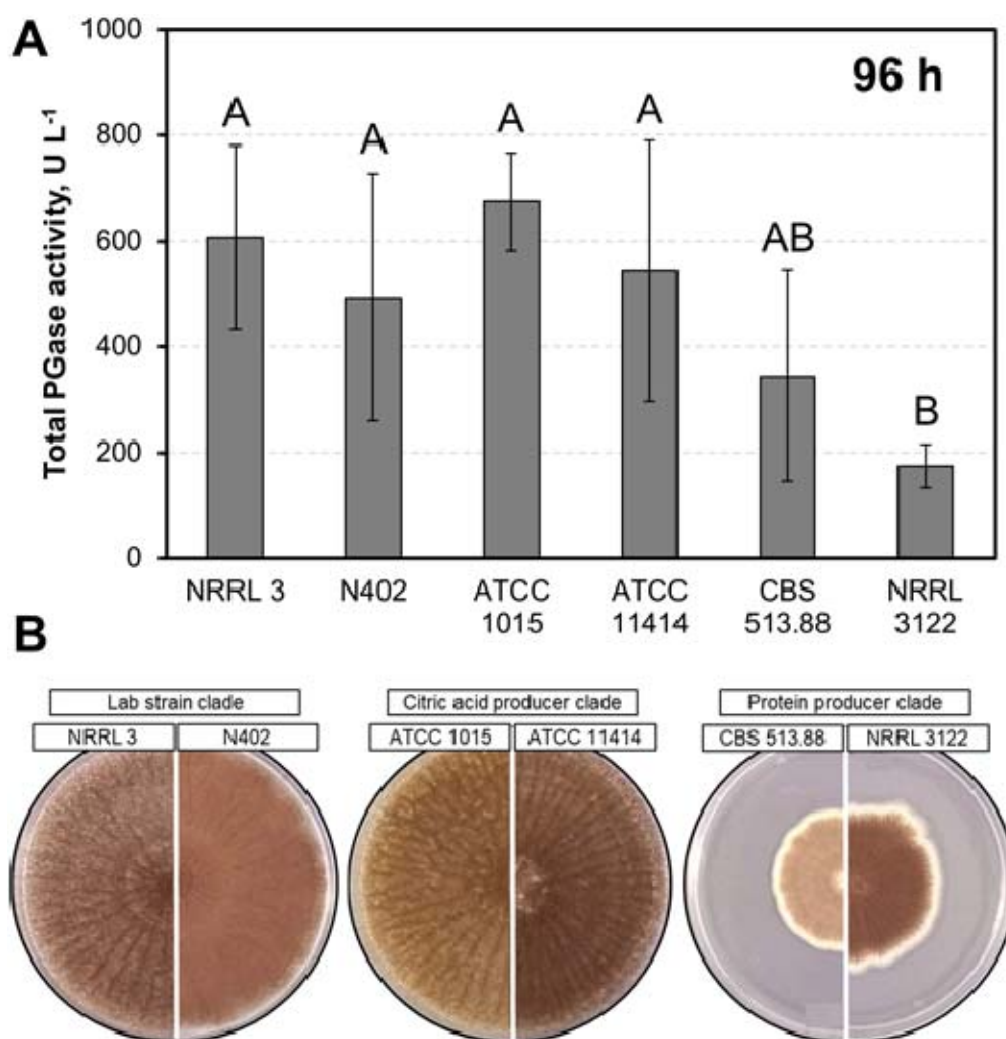 A
1000
800
600
400
200
0
Total PGase activity, U L⁻¹
96 h
A
A
A
A
AB
B
NRRL 3
N402
ATCC
1015
ATCC
11414
CBS
513.88
NRRL
3122
B
Lab strain clade
NRRL 3
N402
Citric acid producer clade
ATCC 1015
ATCC 11414
Protein producer clade
CBS 513.88
NRRL 3122